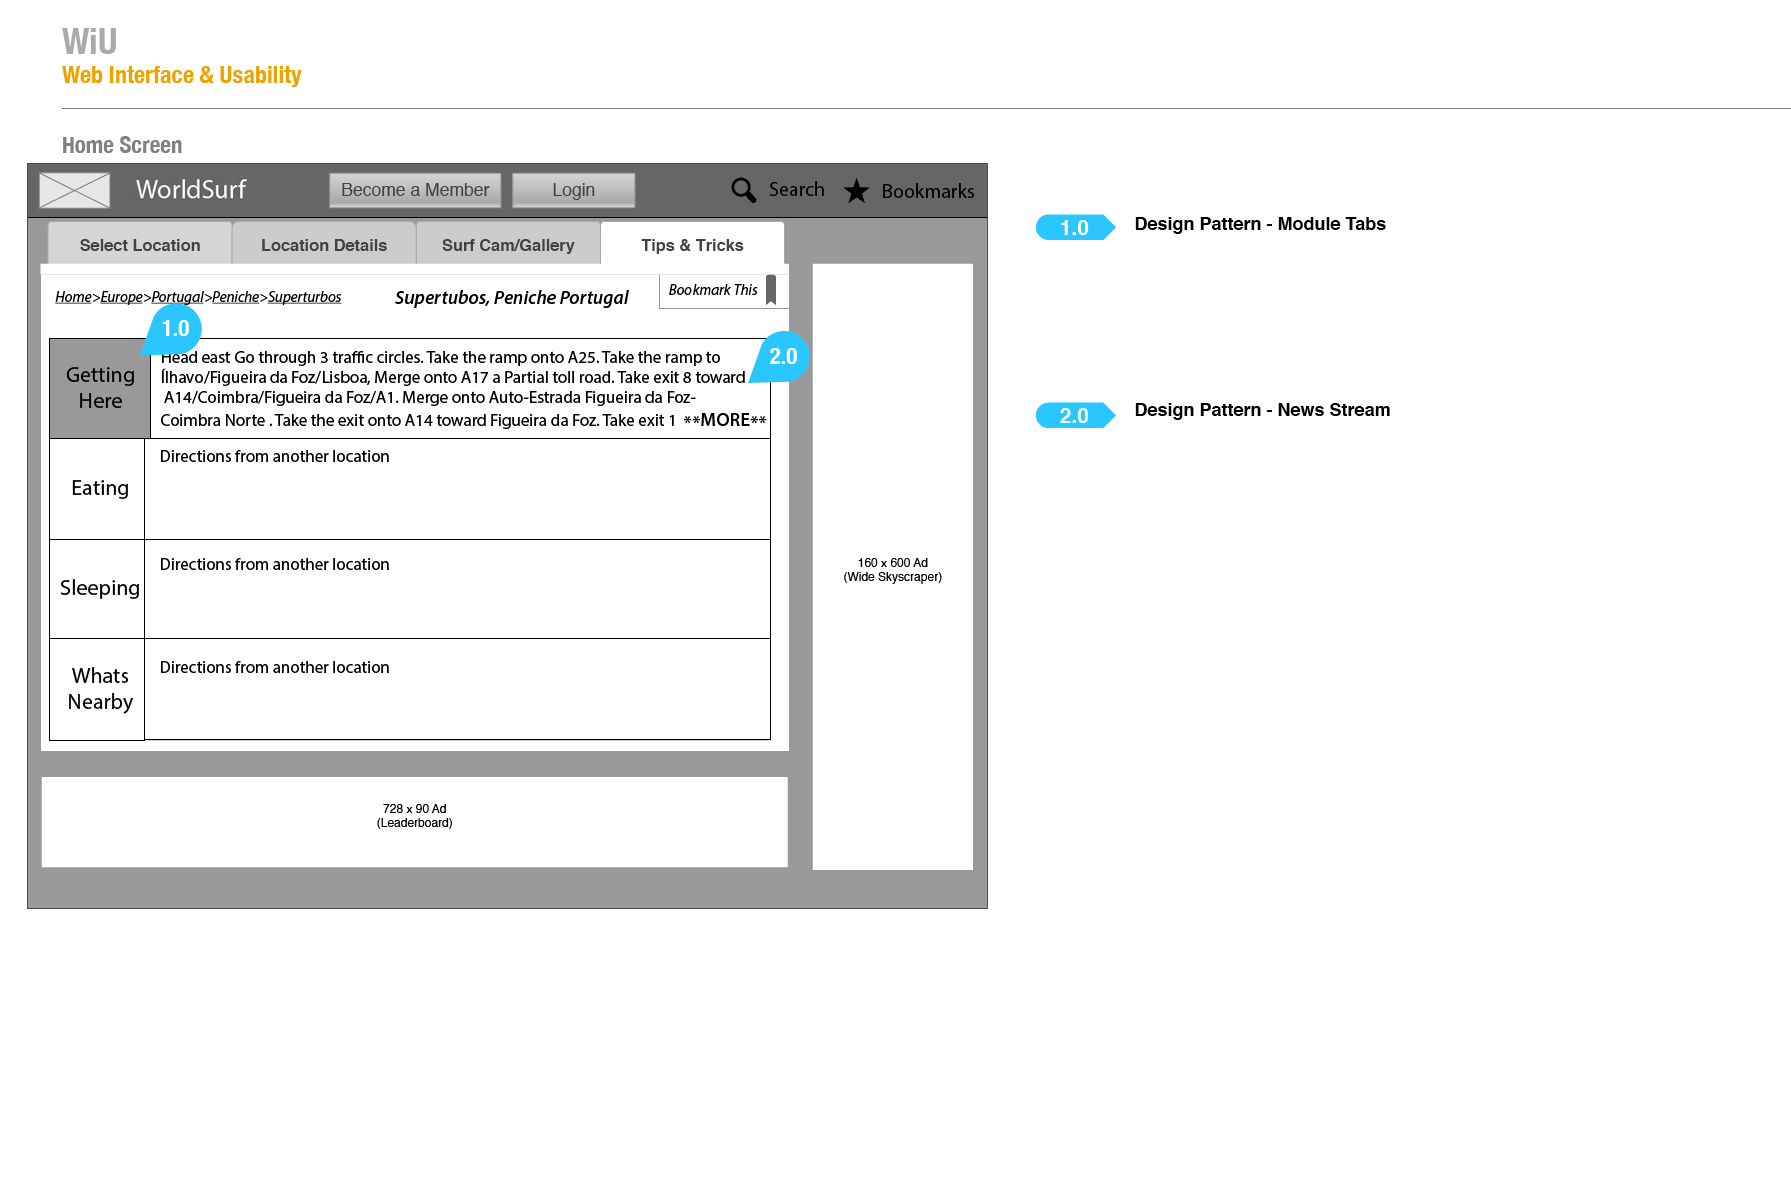 WiU
Web Interface & Usability
Home Screen
WorldSurf
Become a Member
Login
Search
Bookmarks
Select Location
Location Details
Surf Cam/Gallery
Tips & Tricks
Home>Europe>Portugal>Peniche>Superturbos
Supertubos, Peniche Portugal
Bookmark This
1.0
2.0
Getting
Here
Head east Go through 3 traffic circles. Take the ramp onto A25. Take the ramp to
Ílhavo/Figueira da Foz/Lisboa, Merge onto A17 a Partial toll road. Take exit 8 toward
A14/Coimbra/Figueira da Foz/A1. Merge onto Auto-Estrada Figueira da Foz-
Coimbra Norte . Take the exit onto A14 toward Figueira da Foz. Take exit 1 **MORE**
Eating
Directions from another location
Sleeping
Directions from another location
Whats
Nearby
Directions from another location
160 x 600 Ad
(Wide Skyscraper)
728 x 90 Ad
(Leaderboard)
1.0
Design Pattern - Module Tabs
2.0
Design Pattern - News Stream